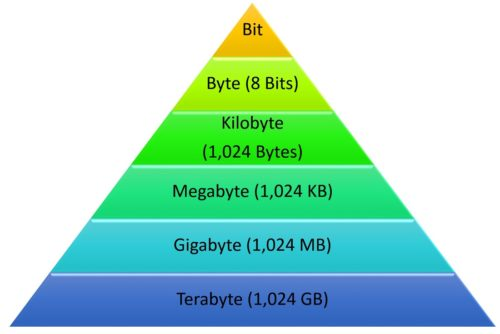 Bit
Byte (8 Bits)
Kilobyte
(1,024 Bytes)
Megabyte (1,024 KB)
Gigabyte (1,024 MB)
Terabyte (1,024 GB)